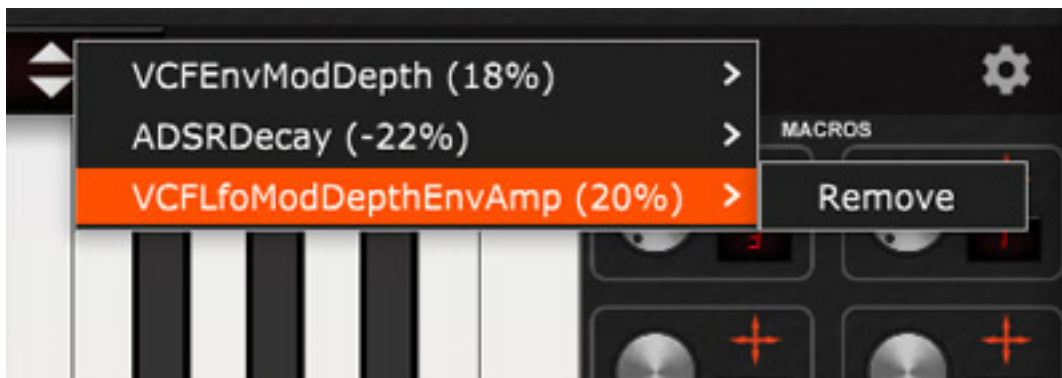 VCFEnvModDepth (18%) >
ADSRDecay (-22%) >
MACROS
VCFLfoModDepthEnvAmp (20%) >
Remove